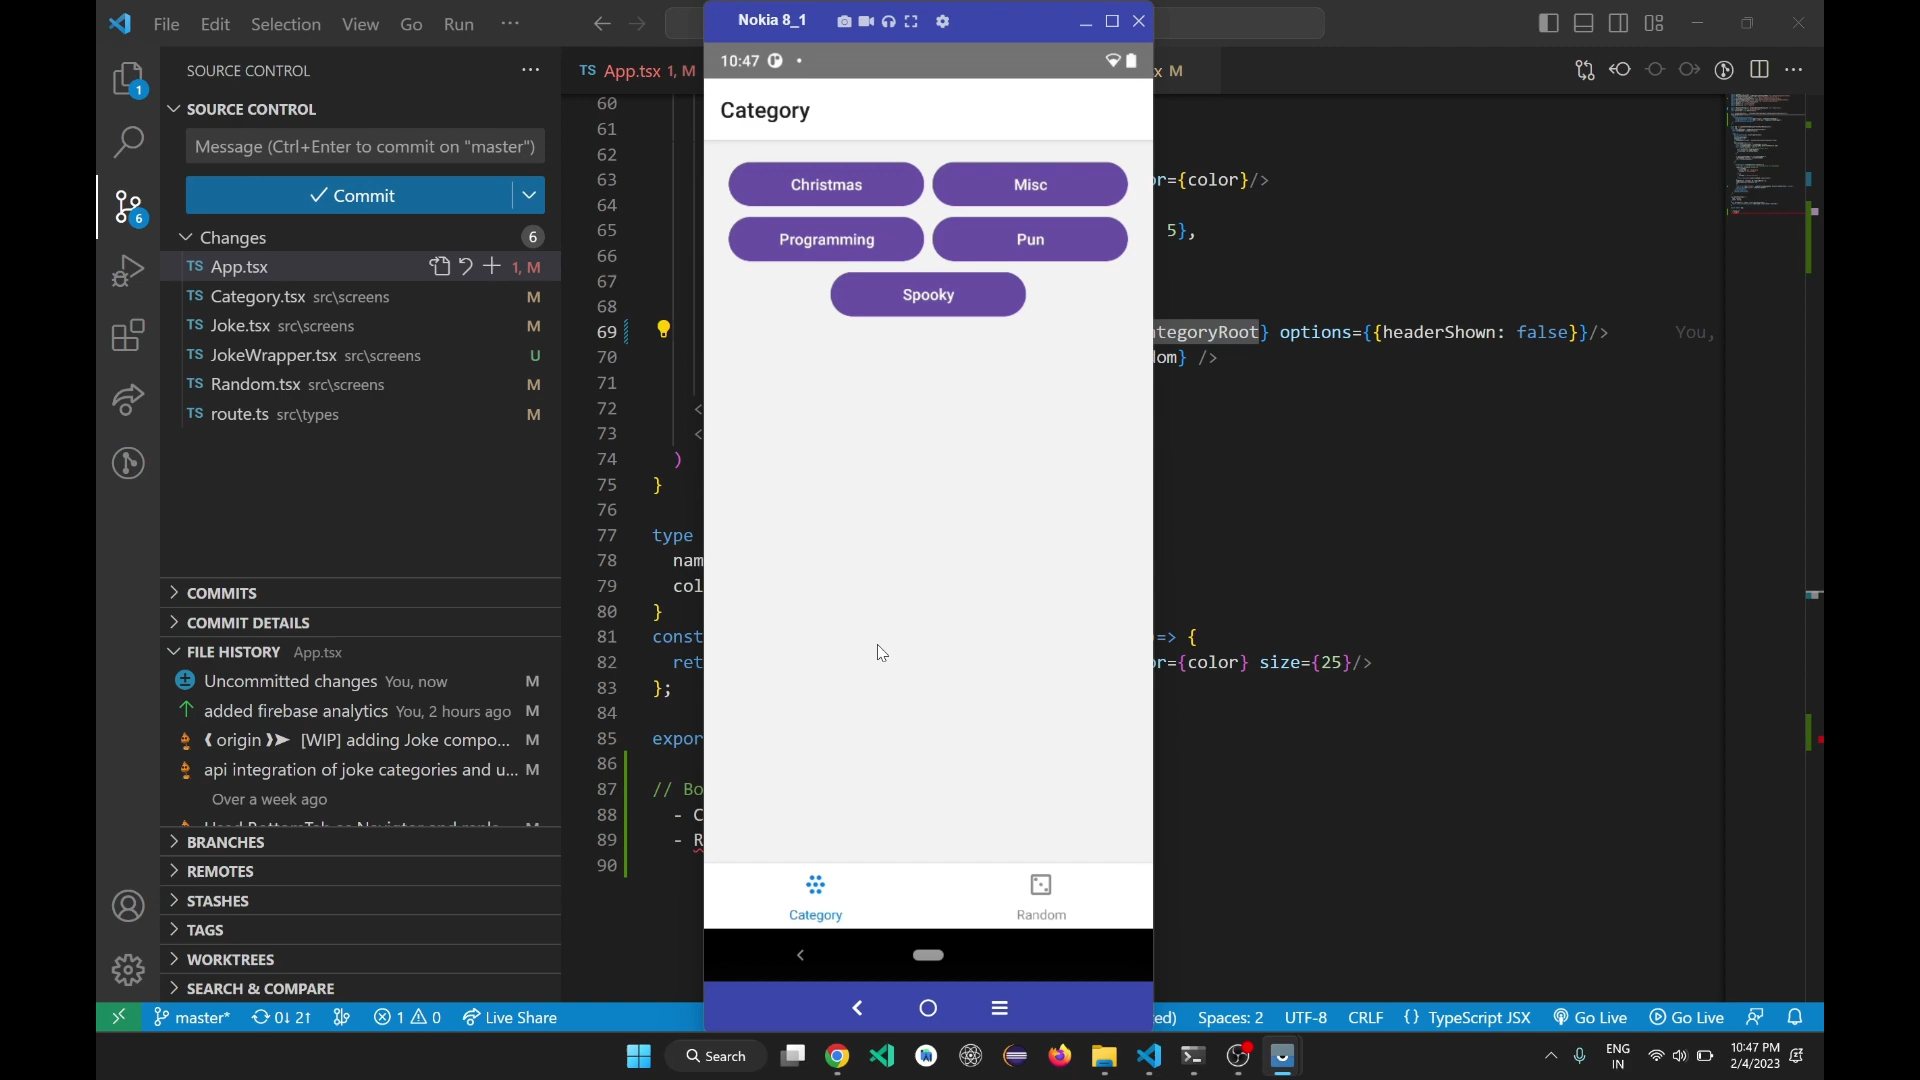 File Edit Selection View Go Run ···
SOURCE CONTROL
SOURCE CONTROL
Message (Ctrl+Enter to commit on "master")
Commit
Changes 6
TS App.tsx 1, M
TS Category.tsx src\screens M
TS Joke.tsx src\screens M
TS JokeWrapper.tsx src\screens U
TS Random.tsx src\screens M
TS route.ts src\types M
COMMITS
COMMIT DETAILS
FILE HISTORY App.tsx
Uncommitted changes You, now M
added firebase analytics You, 2 hours ago M
origin [WIP] adding Joke compo... M
api integration of joke categories and u... M
Over a week ago
BRANCHES
REMOTES
STASHES
TAGS
WORKTREES
SEARCH & COMPARE
1
6
TS App.tsx 1, M
x M
60
61
62
63 or={color}/>
64
65 5},
66
67
68
69 ategoryRoot} options={{headerShown: false}}/> You,
70 dom} />
71
72 <
73 <
74 )
75 }
76
77 type
78 nam
79 col
80 }
81 const => {
82 ret or={color} size={25}/>
83 };
84
85 expor
86
87 // Bo
88 - C
89 - R
90
Nokia 8_1
10:47
Category
Christmas Misc
Programming Pun
Spooky
Category Random
master* 0↓ 2↑ 1 0 Live Share
ed) Spaces: 2 UTF-8 CRLF {} TypeScript JSX Go Live Go Live
Search
ENG
IN
10:47 PM
2/4/2023